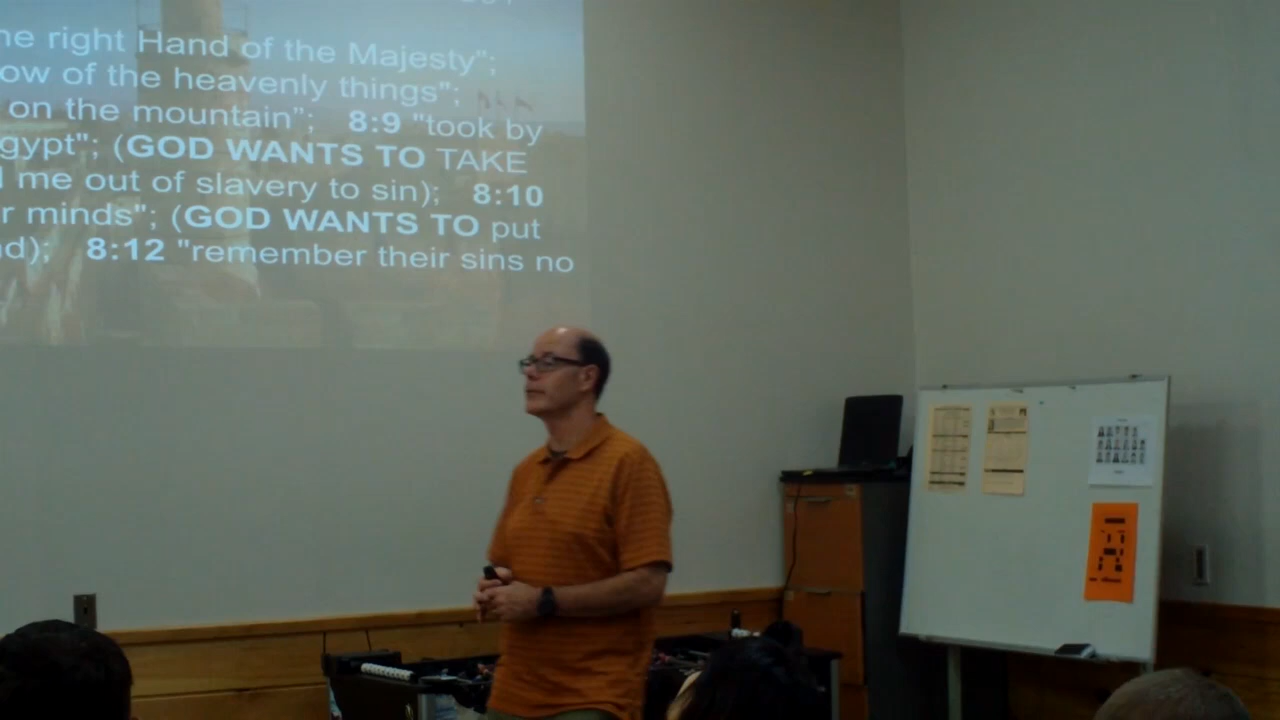 he right Hand of the Majesty";
ow of the heavenly things";
on the mountain"; 8:9 "took by
gypt"; (GOD WANTS TO TAKE
me out of slavery to sin); 8:10
r minds"; (GOD WANTS TO put
nd); 8:12 "remember their sins no